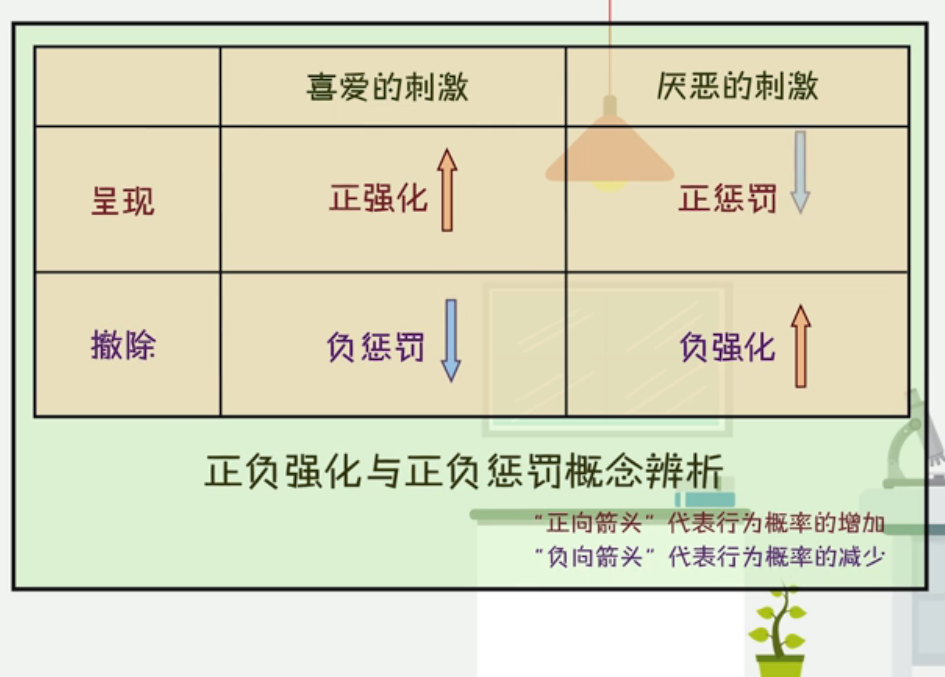 喜爱的刺激 厌恶的刺激
呈现 正强化 正惩罚
撤除 负惩罚 负强化
正负强化与正负惩罚概念辨析
“正向箭头”代表行为概率的增加
“负向箭头”代表行为概率的减少